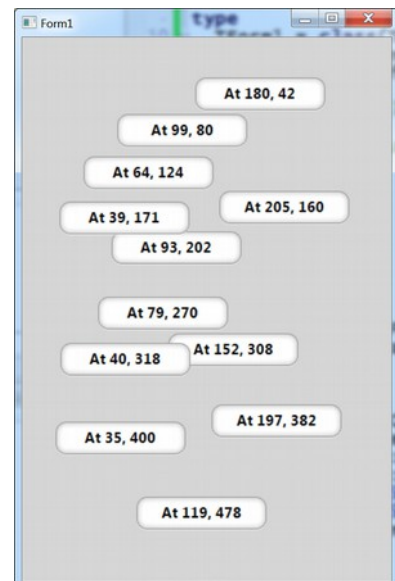 Form1
type
At 180, 42
At 99, 80
At 64, 124
At 205, 160
At 39, 171
At 93, 202
At 79, 270
At 152, 308
At 40, 318
At 197, 382
At 35, 400
At 119, 478